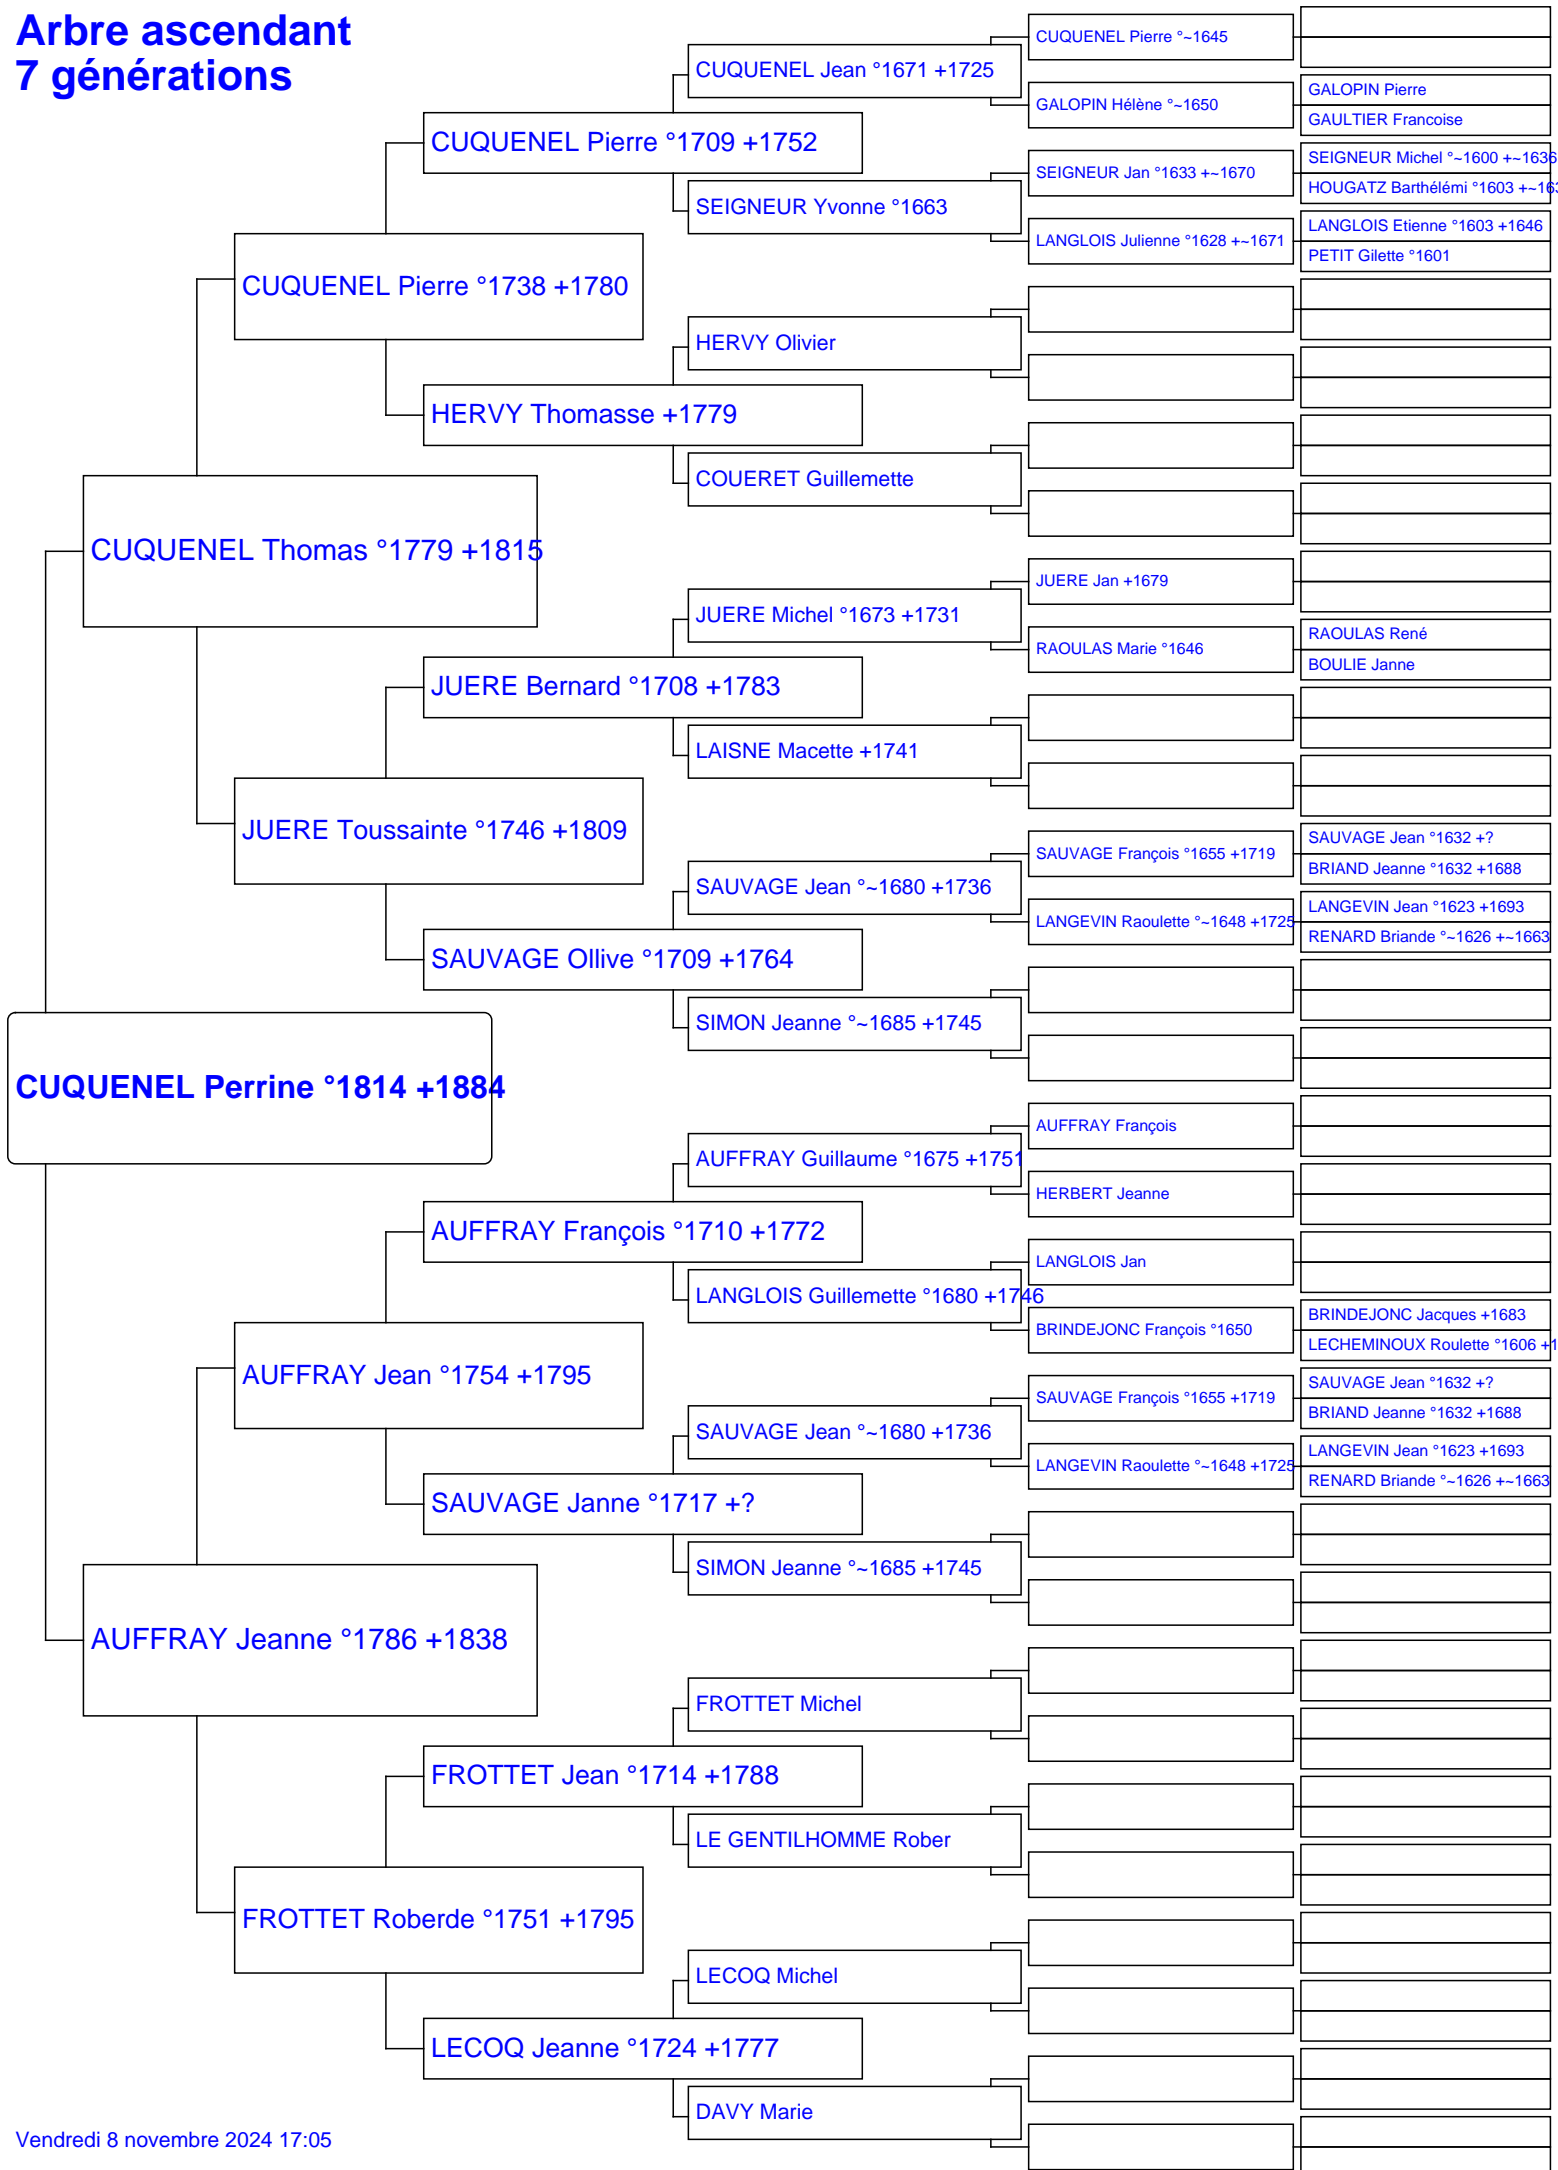 Arbre ascendant
7 générations
CUQUENEL Perrine °1814 +1884
CUQUENEL Thomas °1779 +1815
AUFFRAY Jeanne °1786 +1838
CUQUENEL Pierre °1738 +1780
JUERE Toussainte °1746 +1809
AUFFRAY Jean °1754 +1795
FROTTET Roberde °1751 +1795
CUQUENEL Pierre °1709 +1752
HERVY Thomasse +1779
JUERE Bernard °1708 +1783
SAUVAGE Ollive °1709 +1764
AUFFRAY François °1710 +1772
SAUVAGE Janne °1717 +?
FROTTET Jean °1714 +1788
LECOQ Jeanne °1724 +1777
CUQUENEL Jean °1671 +1725
SEIGNEUR Yvonne °1663
HERVY Olivier
COUERET Guillemette
JUERE Michel °1673 +1731
LAISNE Macette +1741
SAUVAGE Jean °~1680 +1736
SIMON Jeanne °~1685 +1745
AUFFRAY Guillaume °1675 +1751
LANGLOIS Guillemette °1680 +1746
SAUVAGE Jean °~1680 +1736
SIMON Jeanne °~1685 +1745
FROTTET Michel
LE GENTILHOMME Rober
LECOQ Michel
DAVY Marie
CUQUENEL Pierre °~1645
GALOPIN Hélène °~1650
SEIGNEUR Jan °1633 +~1670
LANGLOIS Julienne °1628 +~1671
JUERE Jan +1679
RAOULAS Marie °1646
SAUVAGE François °1655 +1719
LANGEVIN Raoulette °~1648 +1725
AUFFRAY François
HERBERT Jeanne
LANGLOIS Jan
BRINDEJONC François °1650
SAUVAGE François °1655 +1719
LANGEVIN Raoulette °~1648 +1725
GALOPIN Pierre
GAULTIER Francoise
SEIGNEUR Michel °~1600 +~1636
HOUGATZ Barthélémi °1603 +~163
LANGLOIS Etienne °1603 +1646
PETIT Gilette °1601
RAOULAS René
BOULIE Janne
SAUVAGE Jean °1632 +?
BRIAND Jeanne °1632 +1688
LANGEVIN Jean °1623 +1693
RENARD Briande °~1626 +~1663
BRINDEJONC Jacques +1683
LECHEMINOUX Roulette °1606 +1
SAUVAGE Jean °1632 +?
BRIAND Jeanne °1632 +1688
LANGEVIN Jean °1623 +1693
RENARD Briande °~1626 +~1663
Vendredi 8 novembre 2024 17:05